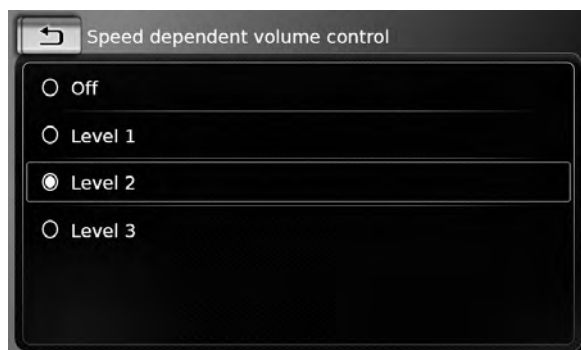 Speed dependent volume control
Off
Level 1
Level 2
Level 3